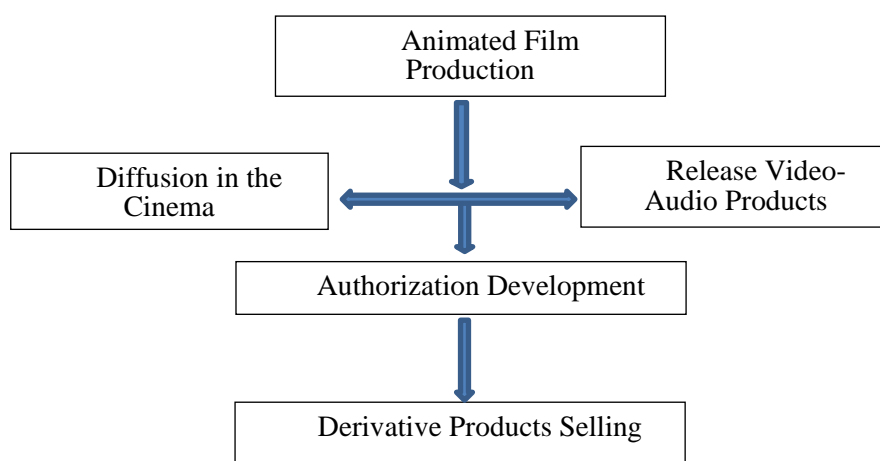 Animated Film
Production
Diffusion in the
Cinema
Release Video-
Audio Products
Authorization Development
Derivative Products Selling